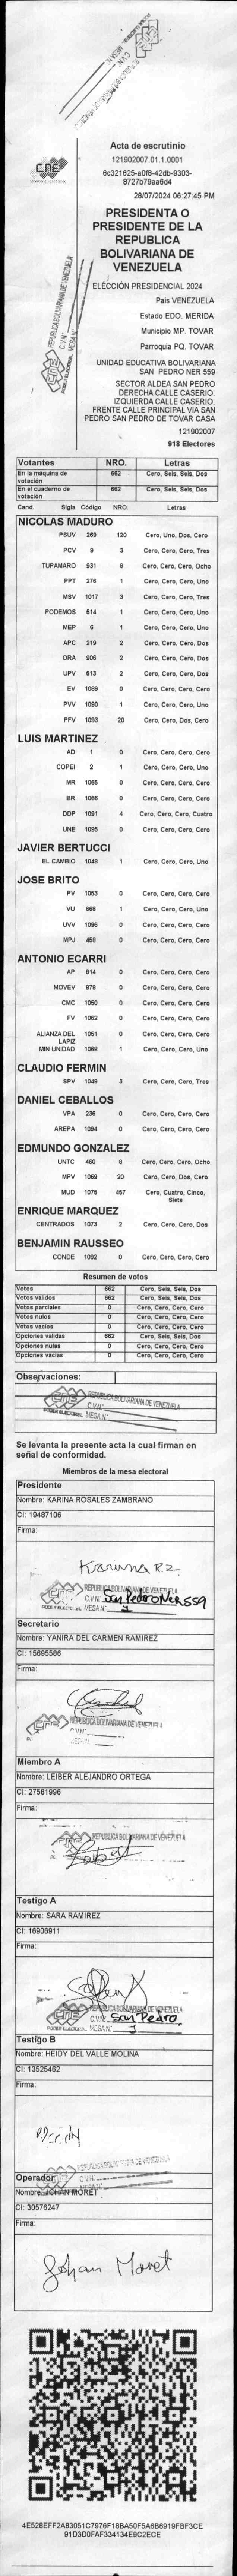 Acta de escrutinio
121902007.01.1.0001
6c321625-a0f8-42db-9303-
8727b79aa6d4
28/07/2024 06:27:45 PM
CNE
PRESIDENTA O
PRESIDENTE DE LA
REPUBLICA
BOLIVARIANA DE
VENEZUELA
ELECCIÓN PRESIDENCIAL 2024
Pais VENEZUELA
Estado EDO. MERIDA
Municipio MP. TOVAR
Parroquia PQ. TOVAR
UNIDAD EDUCATIVA BOLIVARIANA
SAN PEDRO NER 559
SECTOR ALDEA SAN PEDRO
DERECHA CALLE CASERIO.
IZQUIERDA CALLE CASERIO.
FRENTE CALLE PRINCIPAL VIA SAN
PEDRO SAN PEDRO DE TOVAR CASA
121902007
918 Electores
Votantes NRO. Letras
En la máquina de votación 662 Cero, Seis, Seis, Dos
En el cuaderno de votación 662 Cero, Seis, Seis, Dos
Cand. Sigls Código NRO. Letras
NICOLAS MADURO
PSUV 269 120 Cero, Uno, Dos, Cero
PCV 9 3 Cero, Cero, Cero, Tres
TUPAMARO 931 8 Cero, Cero, Cero, Ocho
PPT 276 1 Cero, Cero, Cero, Uno
MSV 1017 3 Cero, Cero, Cero, Tres
PODEMOS 514 1 Cero, Cero, Cero, Uno
MEP 6 1 Cero, Cero, Cero, Uno
APC 219 2 Cero, Cero, Cero, Dos
ORA 906 2 Cero, Cero, Cero, Dos
UPV 513 2 Cero, Cero, Cero, Dos
EV 1089 0 Cero, Cero, Cero, Cero
PVV 1090 1 Cero, Cero, Cero, Uno
PFV 1093 20 Cero, Cero, Dos, Cero
LUIS MARTINEZ
AD 1 0 Cero, Cero, Cero, Cero
COPEI 2 1 Cero, Cero, Cero, Uno
MR 1065 0 Cero, Cero, Cero, Cero
BR 1066 0 Cero, Cero, Cero, Cero
DDP 1091 4 Cero, Cero, Cero, Cuatro
UNE 1095 0 Cero, Cero, Cero, Cero
JAVIER BERTUCCI
EL CAMBIO 1048 1 Cero, Cero, Cero, Uno
JOSE BRITO
PV 1053 0 Cero, Cero, Cero, Cero
VU 868 1 Cero, Cero, Cero, Uno
UVV 1096 0 Cero, Cero, Cero, Cero
MPJ 458 0 Cero, Cero, Cero, Cero
ANTONIO ECARRI
AP 814 0 Cero, Cero, Cero, Cero
MOVEV 978 0 Cero, Cero, Cero, Cero
CMC 1050 0 Cero, Cero, Cero, Cero
FV 1062 0 Cero, Cero, Cero, Cero
ALIANZA DEL LAPIZ 1051 0 Cero, Cero, Cero, Cero
MIN UNIDAD 1068 1 Cero, Cero, Cero, Uno
CLAUDIO FERMIN
SPV 1049 3 Cero, Cero, Cero, Tres
DANIEL CEBALLOS
VPA 236 0 Cero, Cero, Cero, Cero
AREPA 1094 0 Cero, Cero, Cero, Cero
EDMUNDO GONZALEZ
UNTC 460 8 Cero, Cero, Cero, Ocho
MPV 1069 20 Cero, Cero, Dos, Cero
MUD 1075 457 Cero, Cuatro, Cinco, Siete
ENRIQUE MARQUEZ
CENTRADOS 1073 2 Cero, Cero, Cero, Dos
BENJAMIN RAUSSEO
CONDE 1092 0 Cero, Cero, Cero, Cero
Resumen de votos
Votos 662 Cero, Seis, Seis, Dos
Votos validos 662 Cero, Seis, Seis, Dos
Votos parciales 0 Cero, Cero, Cero, Cero
Votos nulos 0 Cero, Cero, Cero, Cero
Votos vacios 0 Cero, Cero, Cero, Cero
Opciones validas 662 Cero, Seis, Seis, Dos
Opciones nulas 0 Cero, Cero, Cero, Cero
Opciones vacias 0 Cero, Cero, Cero, Cero
Observaciones:
REPUBLICA BOLIVARIANA DE VENEZUELA
C.V.N°
MESA N°
Se levanta la presente acta la cual firman en
señal de conformidad.
Miembros de la mesa electoral
Presidente
Nombre: KARINA ROSALES ZAMBRANO
CI: 19487106
Firma:
Karinna R.Z
REPUBLICA BOLIVARIANA DE VENEZUELA
C.V.N. San Pedro Ner 559
MESA N° 1
Secretario
Nombre: YANIRA DEL CARMEN RAMIREZ
CI: 15695586
Firma:
REPUBLICA BOLIVARIANA DE VENEZUELA
Miembro A
Nombre: LEIBER ALEJANDRO ORTEGA
CI: 27581996
Firma:
REPUBLICA BOLIVARIANA DE VENEZUELA
Testigo A
Nombre: SARA RAMIREZ
CI: 16906911
Firma:
REPUBLICA BOLIVARIANA DE VENEZUELA
C.V.N. San Pedro
MESA N° 1
Testigo B
Nombre: HEIDY DEL VALLE MOLINA
CI: 13525462
Firma:
Operador
Nombre: JOHAN MORET
CI: 30576247
Firma:
Johan Moret
4E528EFF2A83051C7976F18BA50F5A6B6919FBF3CE
91D3D0FAF334134E9C2ECE